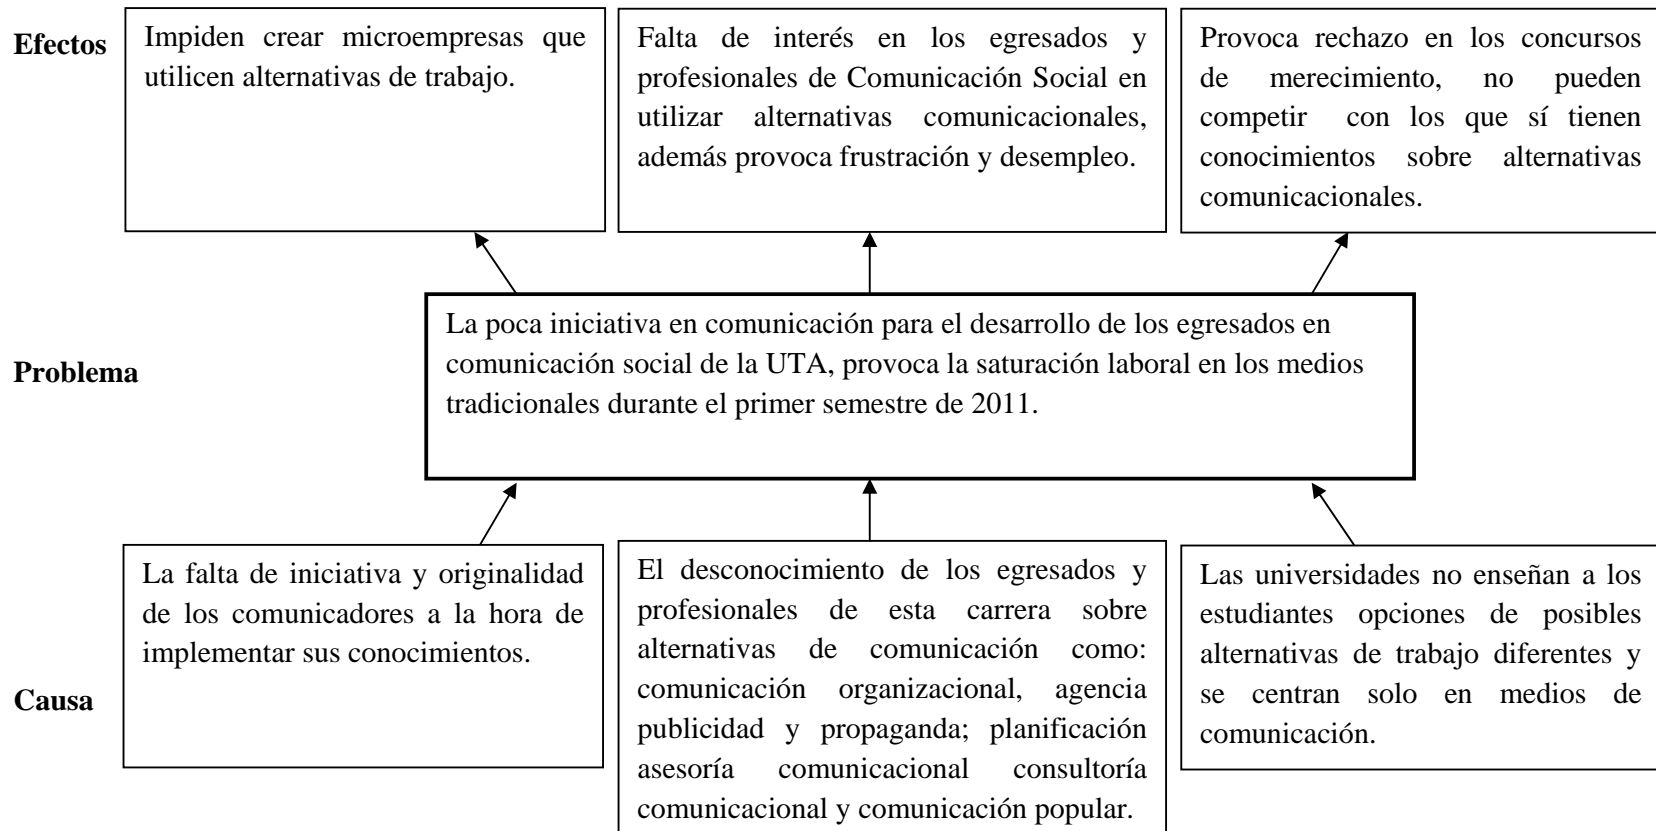 Efectos
Impiden crear microempresas que
utilicen alternativas de trabajo.
Falta de interés en los egresados y
profesionales de Comunicación Social en
utilizar alternativas comunicacionales,
además provoca frustración y desempleo.
Provoca rechazo en los concursos
de merecimiento, no pueden
competir con los que sí tienen
conocimientos sobre alternativas
comunicacionales.
Problema
La poca iniciativa en comunicación para el desarrollo de los egresados en
comunicación social de la UTA, provoca la saturación laboral en los medios
tradicionales durante el primer semestre de 2011.
Causa
La falta de iniciativa y originalidad
de los comunicadores a la hora de
implementar sus conocimientos.
El desconocimiento de los egresados y
profesionales de esta carrera sobre
alternativas de comunicación como:
comunicación organizacional, agencia
publicidad y propaganda; planificación
asesoría comunicacional consultoría
comunicacional y comunicación popular.
Las universidades no enseñan a los
estudiantes opciones de posibles
alternativas de trabajo diferentes y
se centran solo en medios de
comunicación.